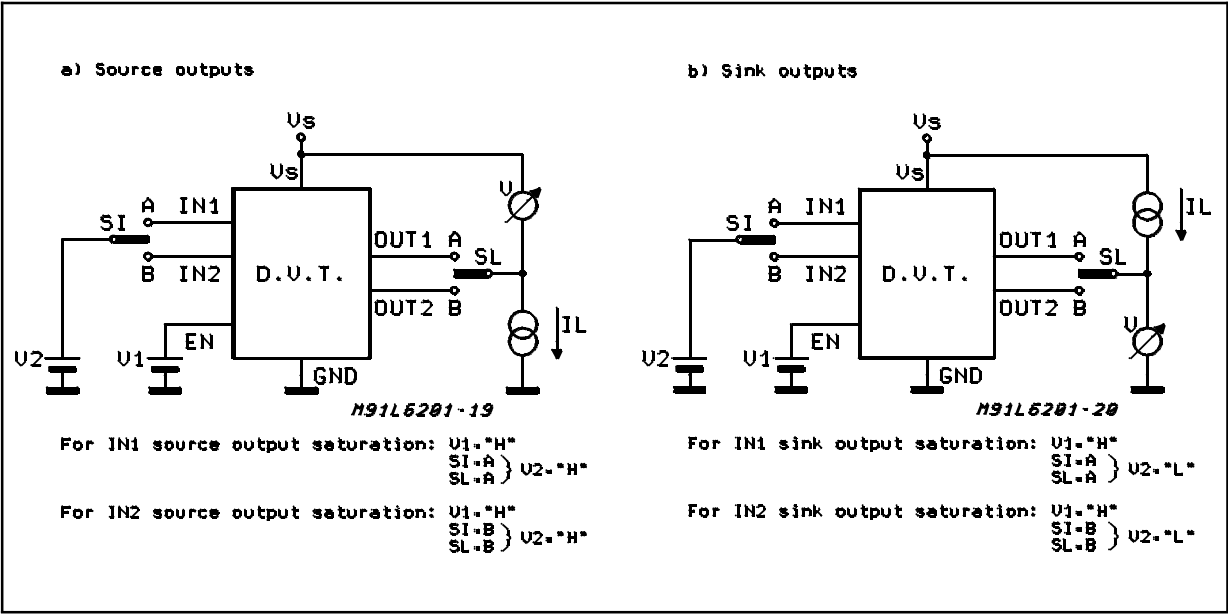 a) Source outputs
Vs
Vs
V
A
IN1
SI
OUT1
A
SL
B
IN2
D.V.T.
OUT2
B
IL
EN
V2
V1
GND
M91L6201-19
For IN1 source output saturation: V1="H"
SI=A
SL=A
} V2="H"
For IN2 source output saturation: V1="H"
SI=B
SL=B
} V2="H"
b) Sink outputs
Vs
Vs
A
IN1
IL
SI
OUT1
A
SL
B
IN2
D.V.T.
OUT2
B
V
EN
V2
V1
GND
M91L6201-20
For IN1 sink output saturation: V1="H"
SI=A
SL=A
} V2="L"
For IN2 sink output saturation: V1="H"
SI=B
SL=B
} V2="L"